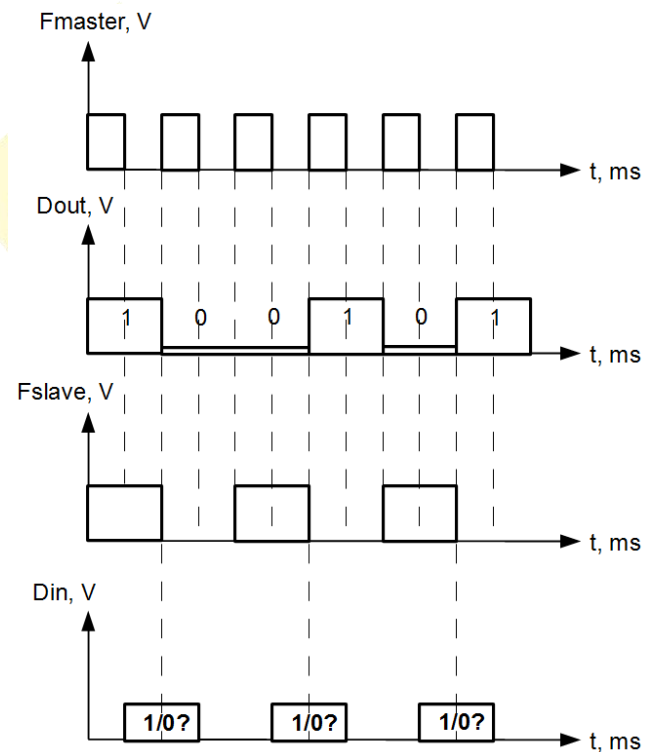 Fmaster, V
t, ms
Dout, V
1 0 0 1 0 1
t, ms
Fslave, V
t, ms
Din, V
1/0? 1/0? 1/0?
t, ms